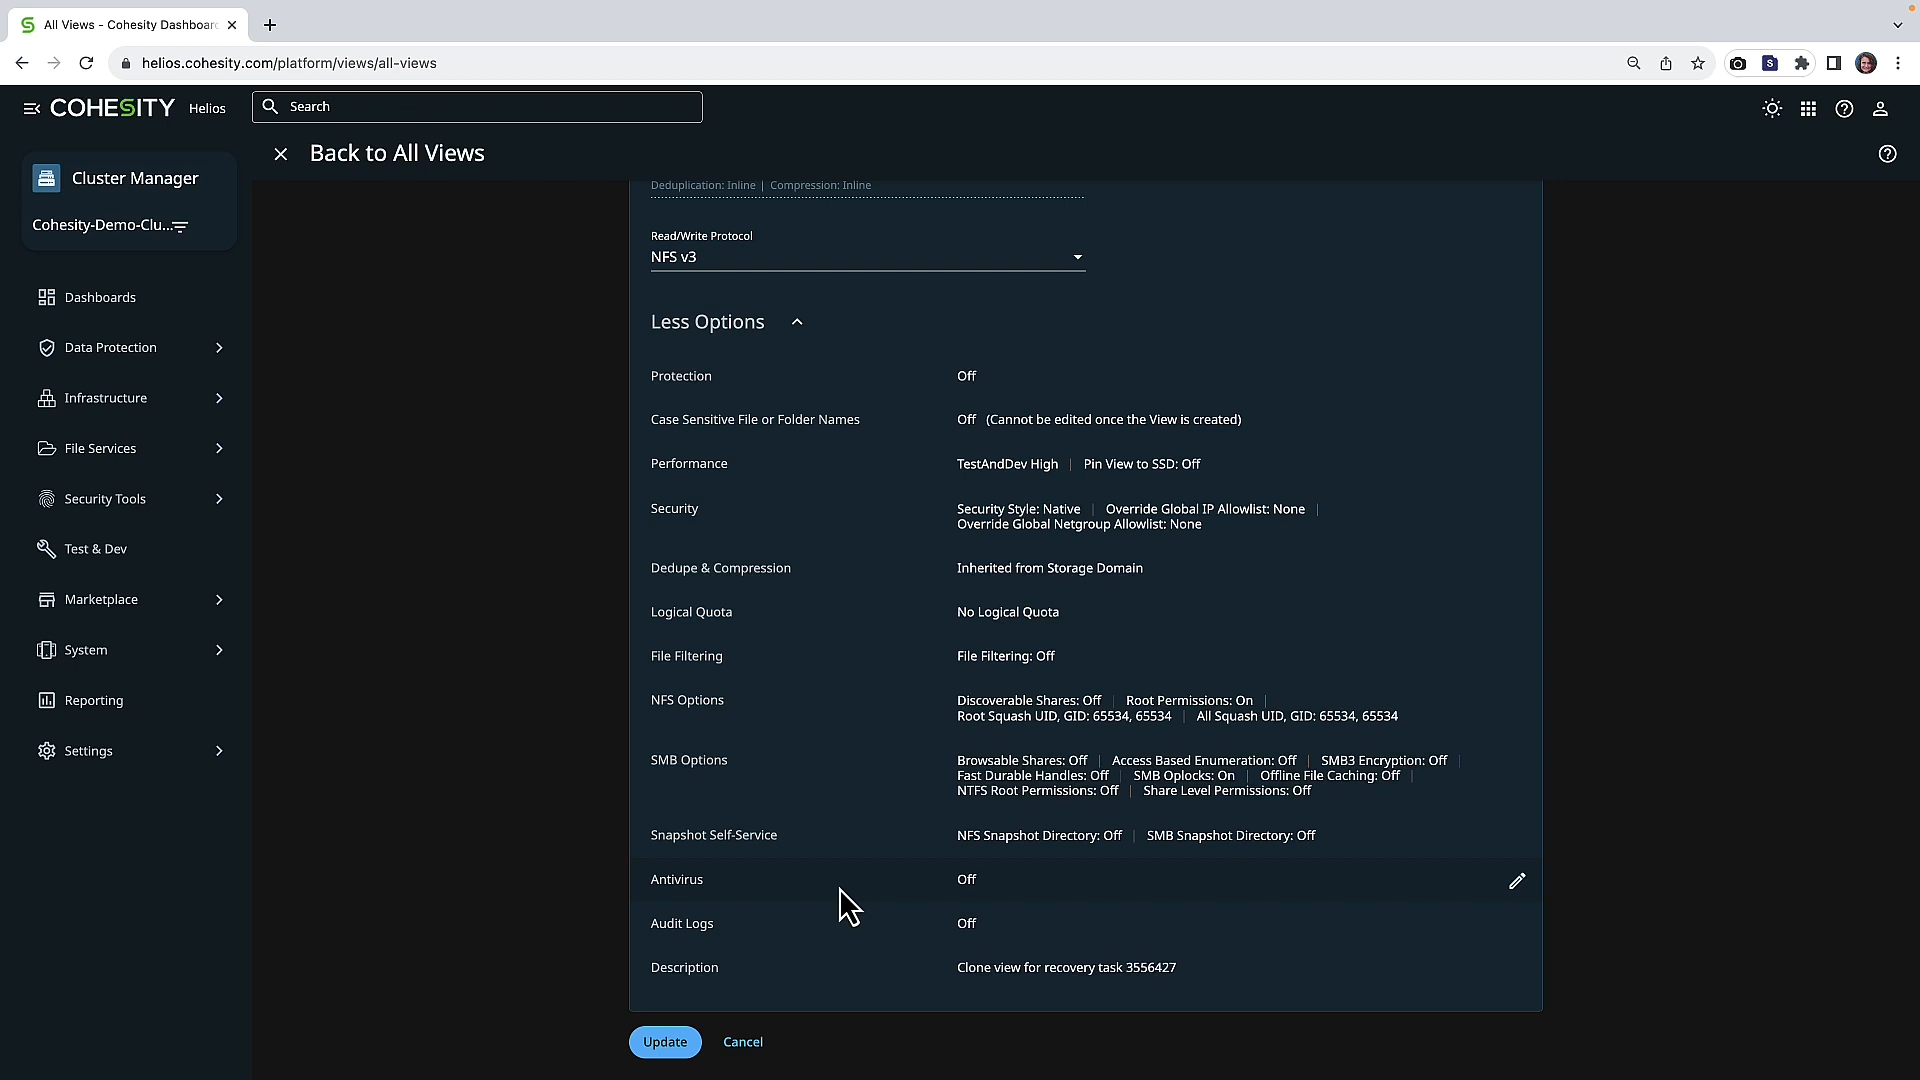 All Views - Cohesity Dashboar
helios.cohesity.com/platform/views/all-views
COHESITY Helios
Search
Back to All Views
Cluster Manager
Cohesity-Demo-Clu...
Dashboards
Data Protection
Infrastructure
File Services
Security Tools
Test & Dev
Marketplace
System
Reporting
Settings
Deduplication: Inline | Compression: Inline
Read/Write Protocol
NFS v3
Less Options
Protection Off
Case Sensitive File or Folder Names Off (Cannot be edited once the View is created)
Performance TestAndDev High | Pin View to SSD: Off
Security Security Style: Native | Override Global IP Allowlist: None |
Override Global Netgroup Allowlist: None
Dedupe & Compression Inherited from Storage Domain
Logical Quota No Logical Quota
File Filtering File Filtering: Off
NFS Options Discoverable Shares: Off | Root Permissions: On |
Root Squash UID, GID: 65534, 65534 | All Squash UID, GID: 65534, 65534
SMB Options Browsable Shares: Off | Access Based Enumeration: Off | SMB3 Encryption: Off |
Fast Durable Handles: Off | SMB Oplocks: On | Offline File Caching: Off |
NTFS Root Permissions: Off | Share Level Permissions: Off
Snapshot Self-Service NFS Snapshot Directory: Off | SMB Snapshot Directory: Off
Antivirus Off
Audit Logs Off
Description Clone view for recovery task 3556427
Update Cancel